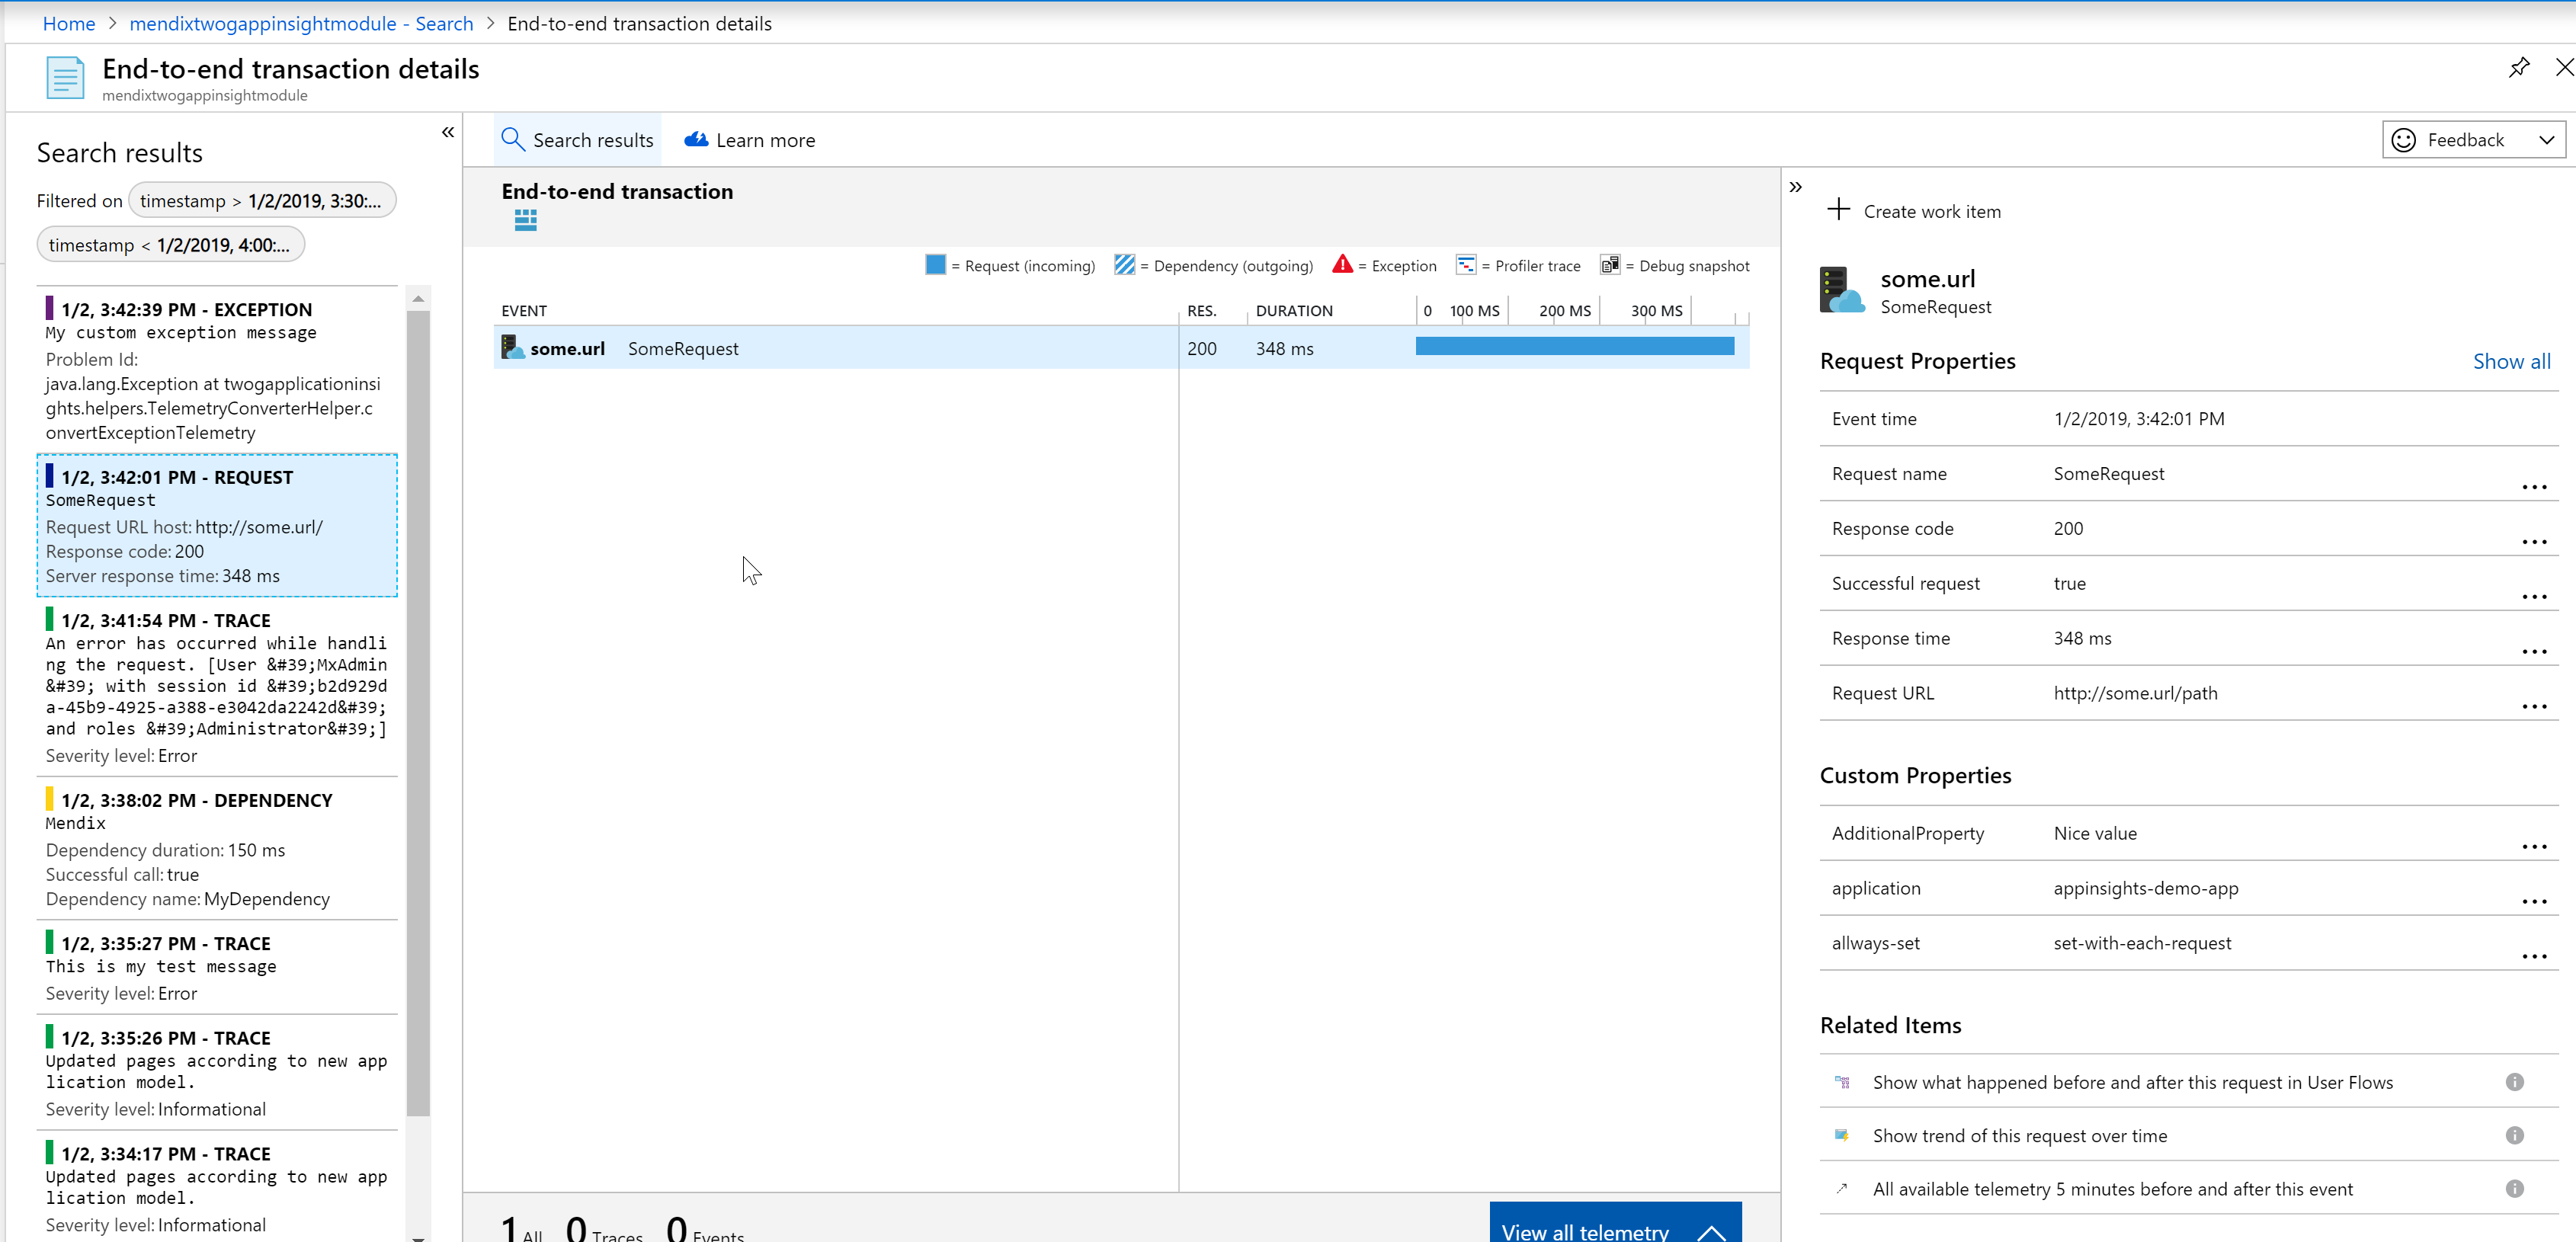 Home > mendixtwogappinsightmodule - Search > End-to-end transaction details
End-to-end transaction details
mendixtwogappinsightmodule
«
Search results
Filtered on timestamp > 1/2/2019, 3:30:...
timestamp < 1/2/2019, 4:00:...
1/2, 3:42:39 PM - EXCEPTION
My custom exception message
Problem Id:
java.lang.Exception at twogapplicationinsi
ghts.helpers.TelemetryConverterHelper.c
onvertExceptionTelemetry
1/2, 3:42:01 PM - REQUEST
SomeRequest
Request URL host: http://some.url/
Response code: 200
Server response time: 348 ms
1/2, 3:41:54 PM - TRACE
An error has occurred while handli
ng the request. [User &#39;MxAdmin
&#39; with session id &#39;b2d929d
a-45b9-4925-a388-e3042da2242d&#39;
and roles &#39;Administrator&#39;]
Severity level: Error
1/2, 3:38:02 PM - DEPENDENCY
Mendix
Dependency duration: 150 ms
Successful call: true
Dependency name: MyDependency
1/2, 3:35:27 PM - TRACE
This is my test message
Severity level: Error
1/2, 3:35:26 PM - TRACE
Updated pages according to new app
lication model.
Severity level: Informational
1/2, 3:34:17 PM - TRACE
Updated pages according to new app
lication model.
Severity level: Informational
Search results Learn more
Feedback
End-to-end transaction
= Request (incoming) = Dependency (outgoing) = Exception = Profiler trace = Debug snapshot
EVENT RES. DURATION 0 100 MS 200 MS 300 MS
some.url SomeRequest 200 348 ms
1 All 0 Traces 0 Events
View all telemetry
»
Create work item
some.url
SomeRequest
Request Properties Show all
Event time 1/2/2019, 3:42:01 PM
Request name SomeRequest ...
Response code 200 ...
Successful request true ...
Response time 348 ms ...
Request URL http://some.url/path ...
Custom Properties
AdditionalProperty Nice value ...
application appinsights-demo-app ...
allways-set set-with-each-request ...
Related Items
Show what happened before and after this request in User Flows
Show trend of this request over time
All available telemetry 5 minutes before and after this event